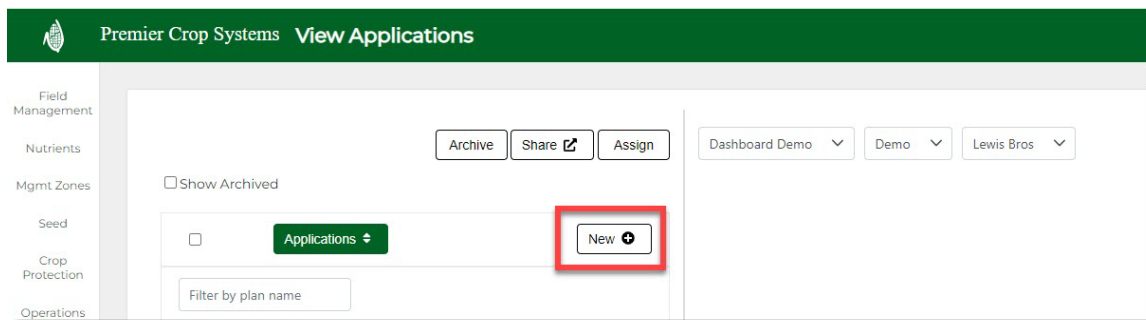 Premier Crop Systems View Applications
Field
Management
Nutrients
Mgmt Zones
Seed
Crop
Protection
Operations
Archive Share Assign
Show Archived
Applications New
Filter by plan name
Dashboard Demo Demo Lewis Bros